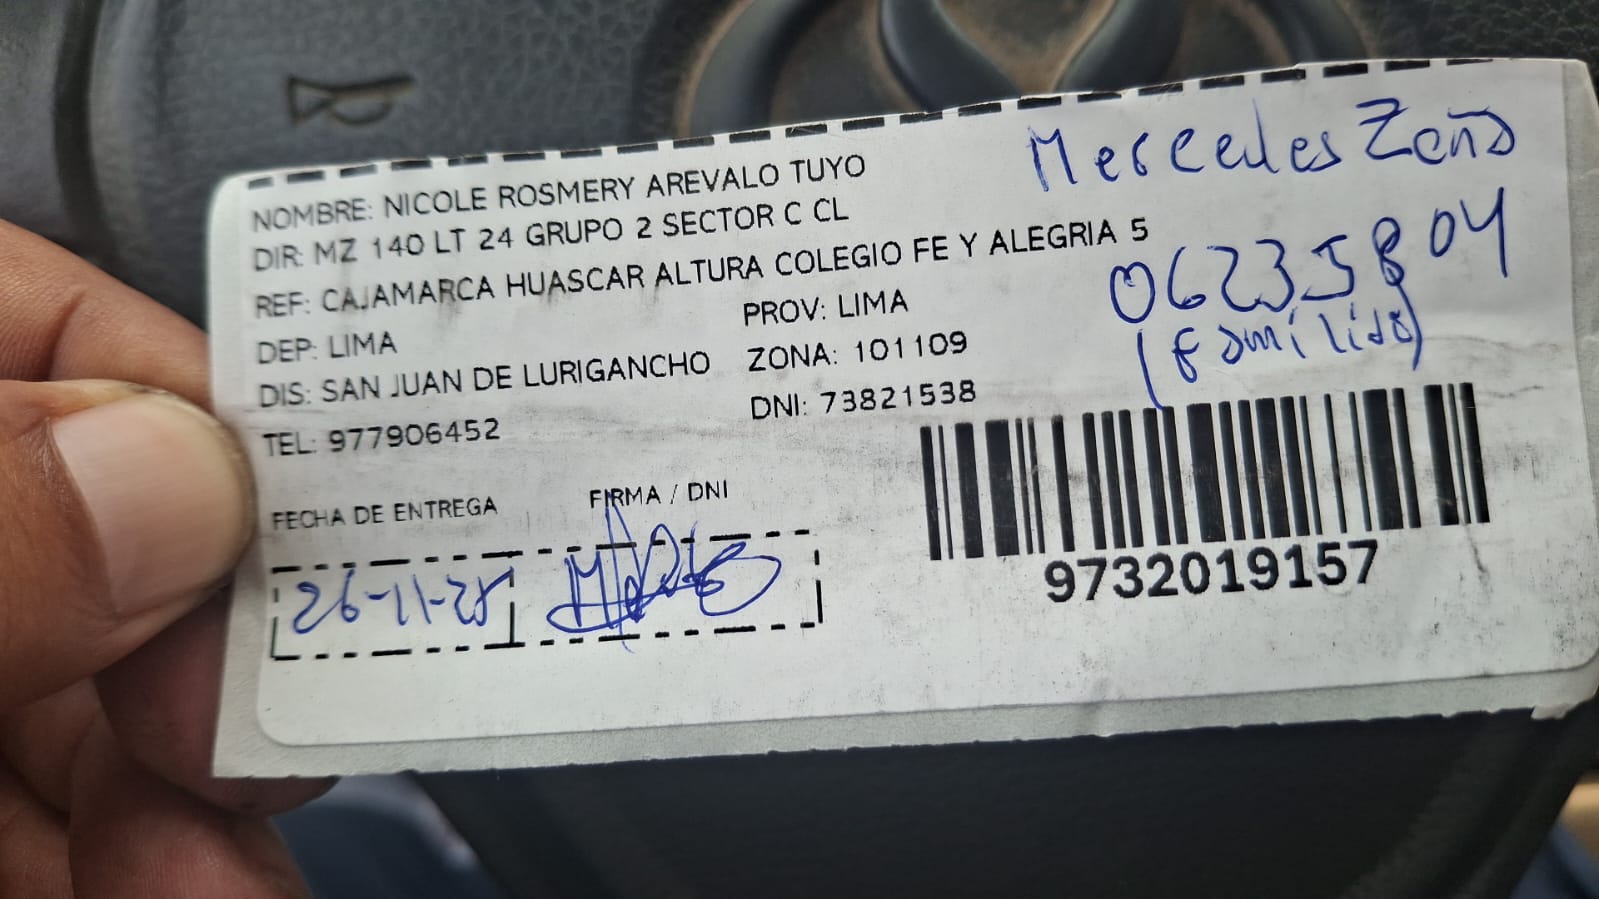 NOMBRE: NICOLE ROSMERY AREVALO TUYO
DIR: MZ 140 LT 24 GRUPO 2 SECTOR C CL
REF: CAJAMARCA HUASCAR ALTURA COLEGIO FE Y ALEGRIA 5
DEP: LIMA PROV: LIMA
DIS: SAN JUAN DE LURIGANCHO ZONA: 101109
TEL: 977906452 DNI: 73821538
Mercedes Zeña
06235804
(familiar)
FECHA DE ENTREGA FIRMA / DNI
26-11-25
9732019157